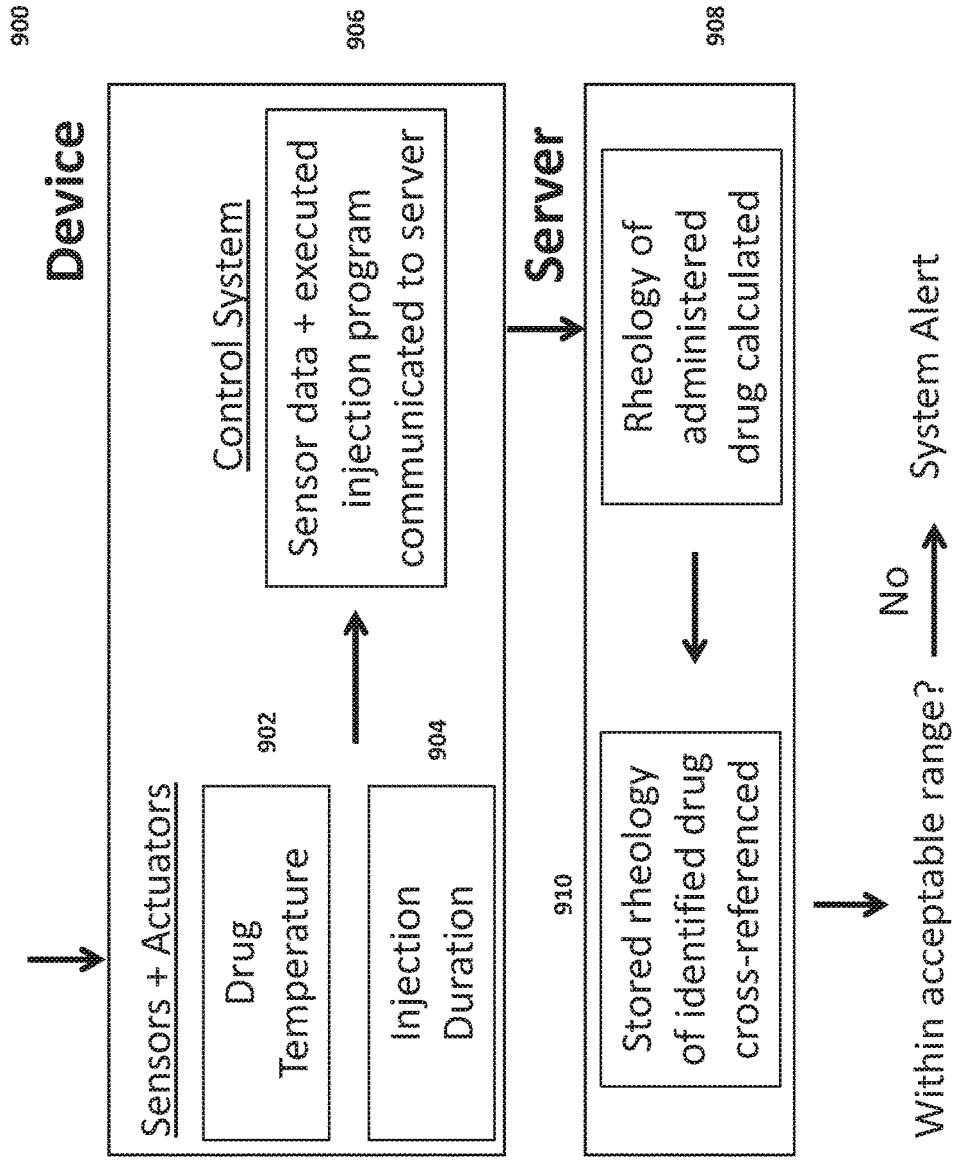 900
Device
Sensors + Actuators
Control System
902
Drug
Temperature
904
Injection
Duration
906
Sensor data + executed
injection program
communicated to server
Server
908
Rheology of
administered
drug calculated
910
Stored rheology
of identified drug
cross-referenced
Within acceptable range?
No
System Alert